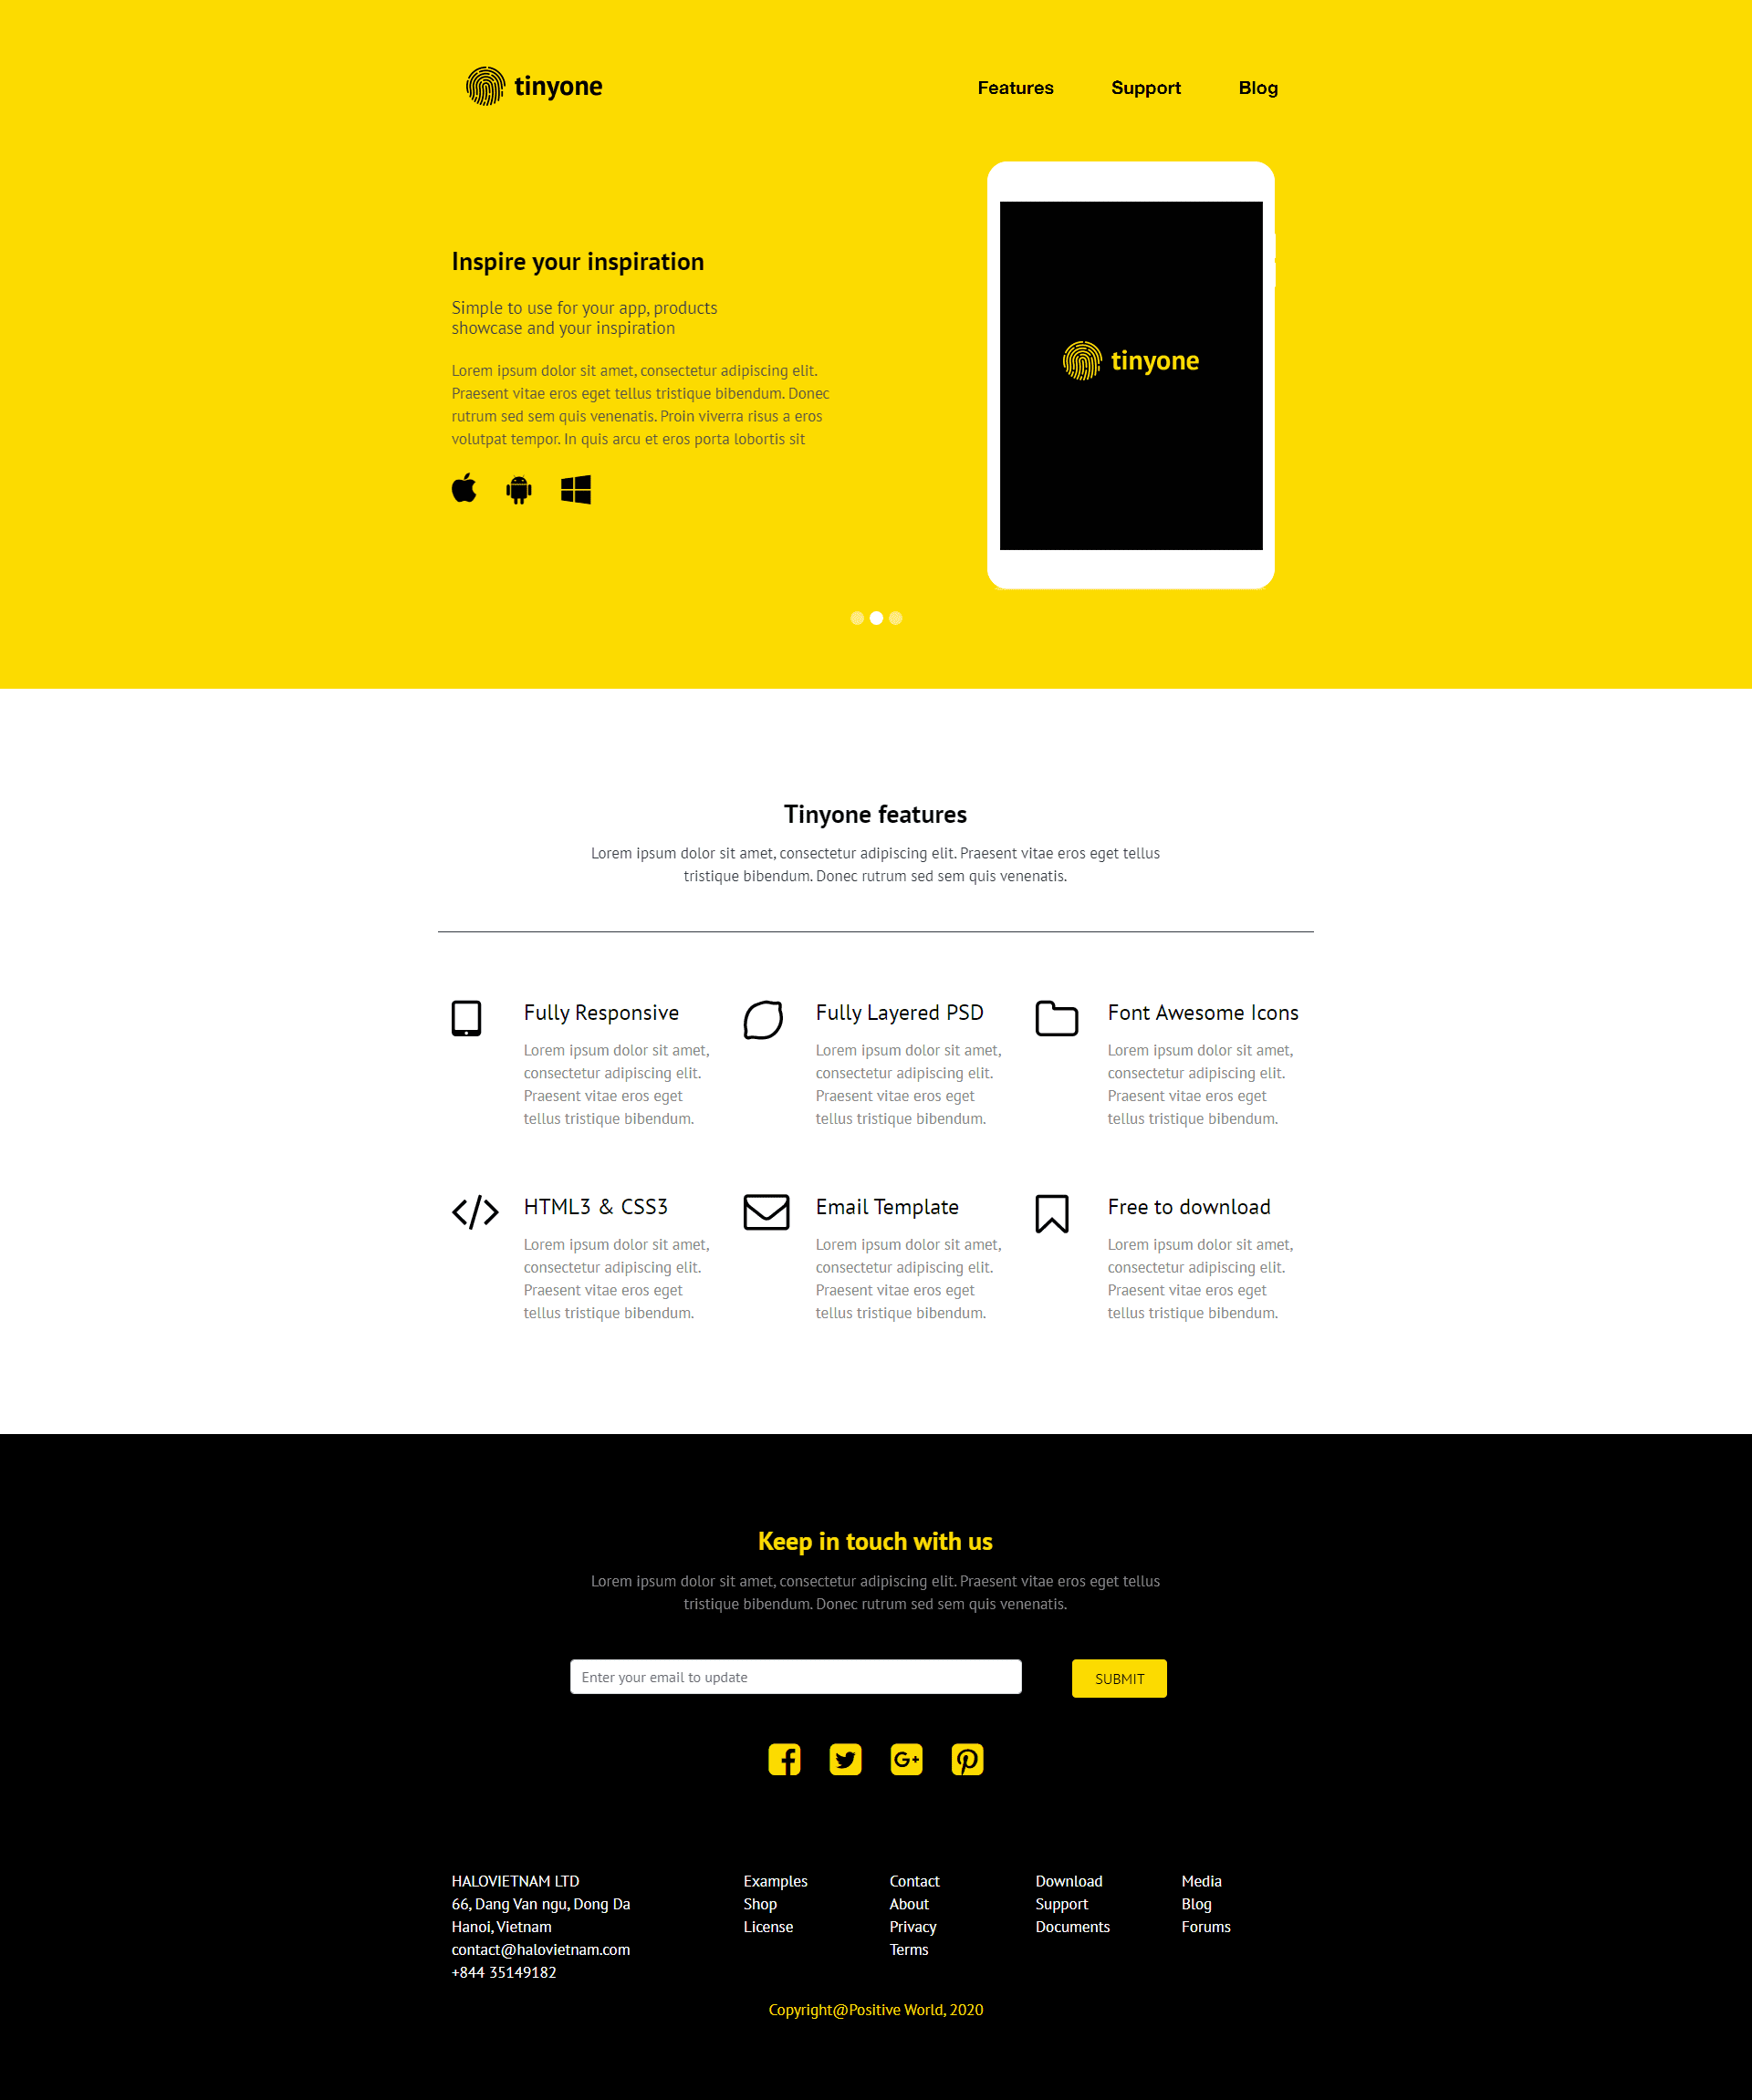 tinyone
Features
Support
Blog
Inspire your inspiration
Simple to use for your app, products
showcase and your inspiration
Lorem ipsum dolor sit amet, consectetur adipiscing elit.
Praesent vitae eros eget tellus tristique bibendum. Donec
rutrum sed sem quis venenatis. Proin viverra risus a eros
volutpat tempor. In quis arcu et eros porta lobortis sit
tinyone
Tinyone features
Lorem ipsum dolor sit amet, consectetur adipiscing elit. Praesent vitae eros eget tellus
tristique bibendum. Donec rutrum sed sem quis venenatis.
Fully Responsive
Lorem ipsum dolor sit amet,
consectetur adipiscing elit.
Praesent vitae eros eget
tellus tristique bibendum.
Fully Layered PSD
Lorem ipsum dolor sit amet,
consectetur adipiscing elit.
Praesent vitae eros eget
tellus tristique bibendum.
Font Awesome Icons
Lorem ipsum dolor sit amet,
consectetur adipiscing elit.
Praesent vitae eros eget
tellus tristique bibendum.
HTML3 & CSS3
Lorem ipsum dolor sit amet,
consectetur adipiscing elit.
Praesent vitae eros eget
tellus tristique bibendum.
Email Template
Lorem ipsum dolor sit amet,
consectetur adipiscing elit.
Praesent vitae eros eget
tellus tristique bibendum.
Free to download
Lorem ipsum dolor sit amet,
consectetur adipiscing elit.
Praesent vitae eros eget
tellus tristique bibendum.
Keep in touch with us
Lorem ipsum dolor sit amet, consectetur adipiscing elit. Praesent vitae eros eget tellus
tristique bibendum. Donec rutrum sed sem quis venenatis.
Enter your email to update
SUBMIT
HALOVIETNAM LTD
66, Dang Van ngu, Dong Da
Hanoi, Vietnam
contact@halovietnam.com
+844 35149182
Examples
Shop
License
Contact
About
Privacy
Terms
Download
Support
Documents
Media
Blog
Forums
Copyright@Positive World, 2020